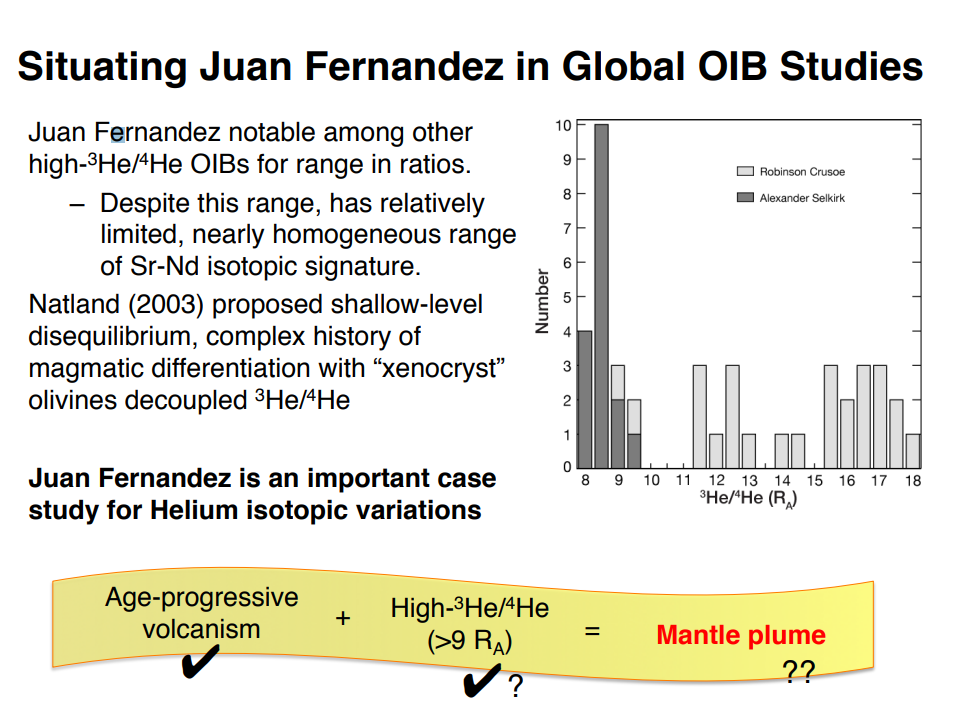 Situating Juan Fernandez in Global OIB Studies
Juan Fernandez notable among other
high-³He/⁴He OIBs for range in ratios.
– Despite this range, has relatively
limited, nearly homogeneous range
of Sr-Nd isotopic signature.
Natland (2003) proposed shallow-level
disequilibrium, complex history of
magmatic differentiation with “xenocryst”
olivines decoupled ³He/⁴He
Juan Fernandez is an important case
study for Helium isotopic variations
10
9
8
7
6
5
4
3
2
1
0
Number
Robinson Crusoe
Alexander Selkirk
8 9 10 11 12 13 14 15 16 17 18
³He/⁴He (R_A)
Age-progressive
volcanism
✔
+
High-³He/⁴He
(>9 R_A)
✔?
=
Mantle plume
??